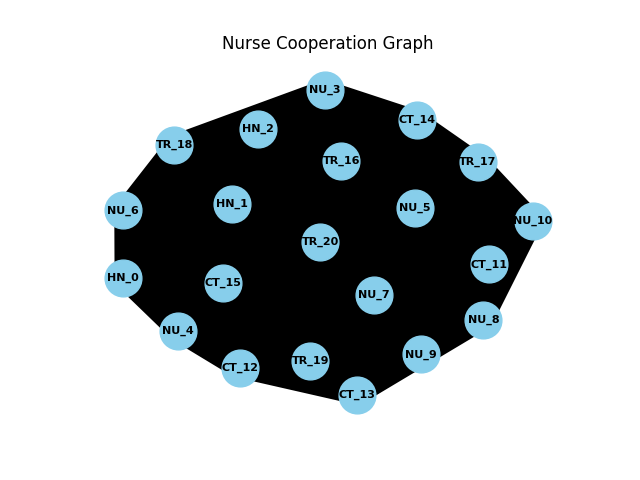 Nurse Cooperation Graph
NU_3
CT_14
HN_2
TR_18
TR_16
TR_17
HN_1
NU_5
NU_6
NU_10
TR_20
CT_11
HN_0
CT_15
NU_7
NU_8
NU_4
NU_9
TR_19
CT_12
CT_13